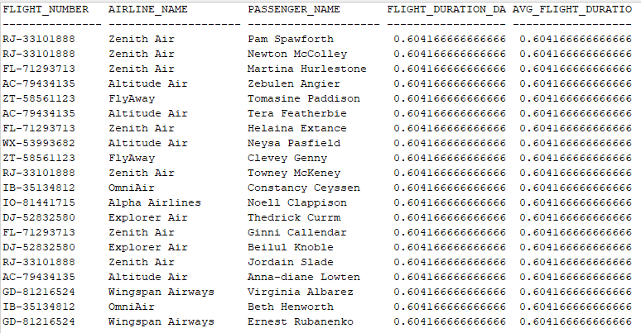 FLIGHT_NUMBER AIRLINE_NAME PASSENGER_NAME FLIGHT_DURATION_DA AVG_FLIGHT_DURATIO
------------- -------------------- -------------------- ------------------ ------------------
RJ-33101888 Zenith Air Pam Spawforth 0.604166666666666 0.604166666666666
RJ-33101888 Zenith Air Newton McColley 0.604166666666666 0.604166666666666
FL-71293713 Zenith Air Martina Hurlestone 0.604166666666666 0.604166666666666
AC-79434135 Altitude Air Zebulen Angier 0.604166666666666 0.604166666666666
ZT-58561123 FlyAway Tomasine Paddison 0.604166666666666 0.604166666666666
AC-79434135 Altitude Air Tera Featherbie 0.604166666666666 0.604166666666666
FL-71293713 Zenith Air Helaina Extance 0.604166666666666 0.604166666666666
WX-53993682 Altitude Air Neysa Pasfield 0.604166666666666 0.604166666666666
ZT-58561123 FlyAway Clevey Genny 0.604166666666666 0.604166666666666
RJ-33101888 Zenith Air Towney McKeney 0.604166666666666 0.604166666666666
IB-35134812 OmniAir Constancy Ceyssen 0.604166666666666 0.604166666666666
IO-81441715 Alpha Airlines Noell Clappison 0.604166666666666 0.604166666666666
DJ-52832580 Explorer Air Thedrick Currm 0.604166666666666 0.604166666666666
FL-71293713 Zenith Air Ginni Callendar 0.604166666666666 0.604166666666666
DJ-52832580 Explorer Air Beilul Knoble 0.604166666666666 0.604166666666666
RJ-33101888 Zenith Air Jordain Slade 0.604166666666666 0.604166666666666
AC-79434135 Altitude Air Anna-diane Lowten 0.604166666666666 0.604166666666666
GD-81216524 Wingspan Airways Virginia Albarez 0.604166666666666 0.604166666666666
IB-35134812 OmniAir Beth Henworth 0.604166666666666 0.604166666666666
GD-81216524 Wingspan Airways Ernest Rubanenko 0.604166666666666 0.604166666666666